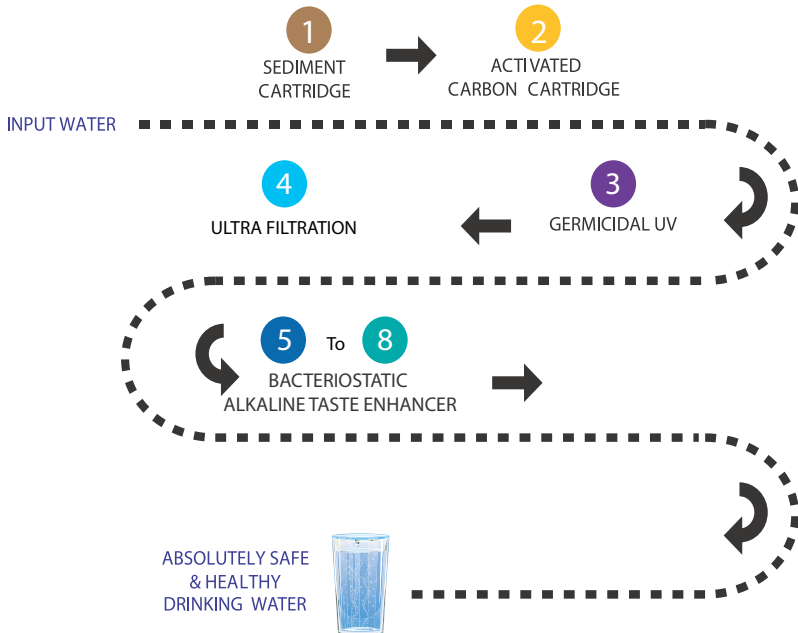 1
2
SEDIMENT
CARTRIDGE
ACTIVATED
CARBON CARTRIDGE
INPUT WATER
3
4
GERMICIDAL UV
ULTRA FILTRATION
5 To 8
BACTERIOSTATIC
ALKALINE TASTE ENHANCER
ABSOLUTELY SAFE
& HEALTHY
DRINKING WATER